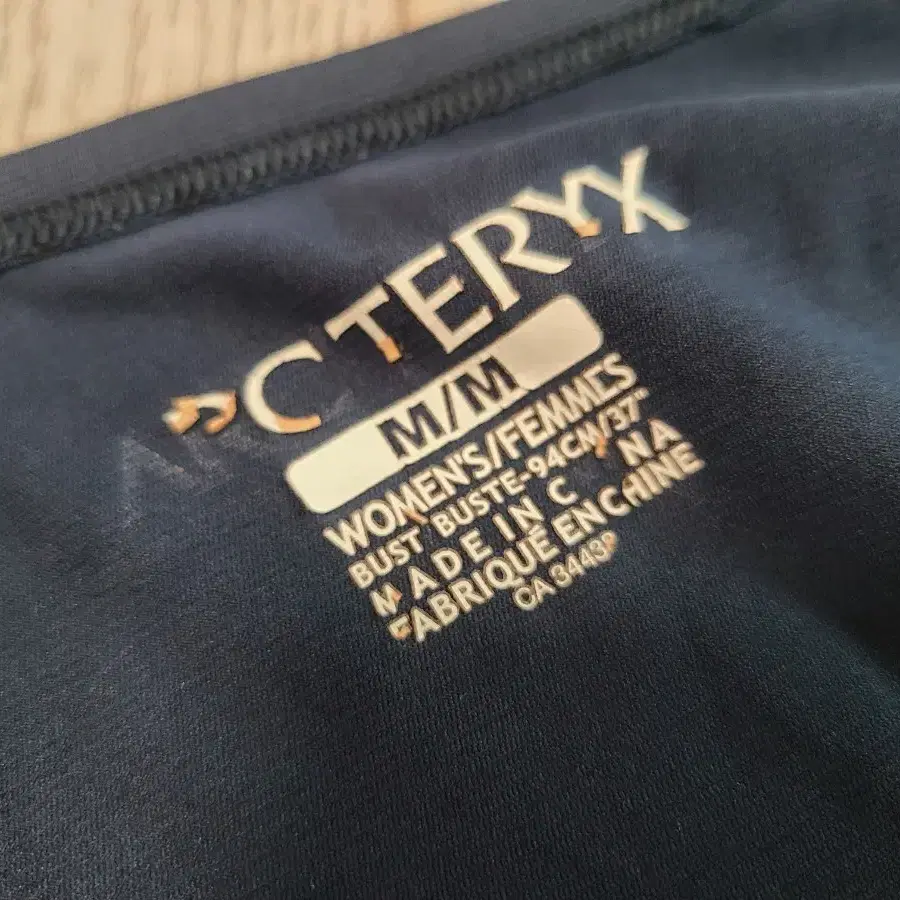 'CTERYX
M/M
WOMEN'S/FEMMES
BUST BUSTE-94CM/37"
MADE IN C NA
FABRIQUÉ EN CHINE
CA 34438